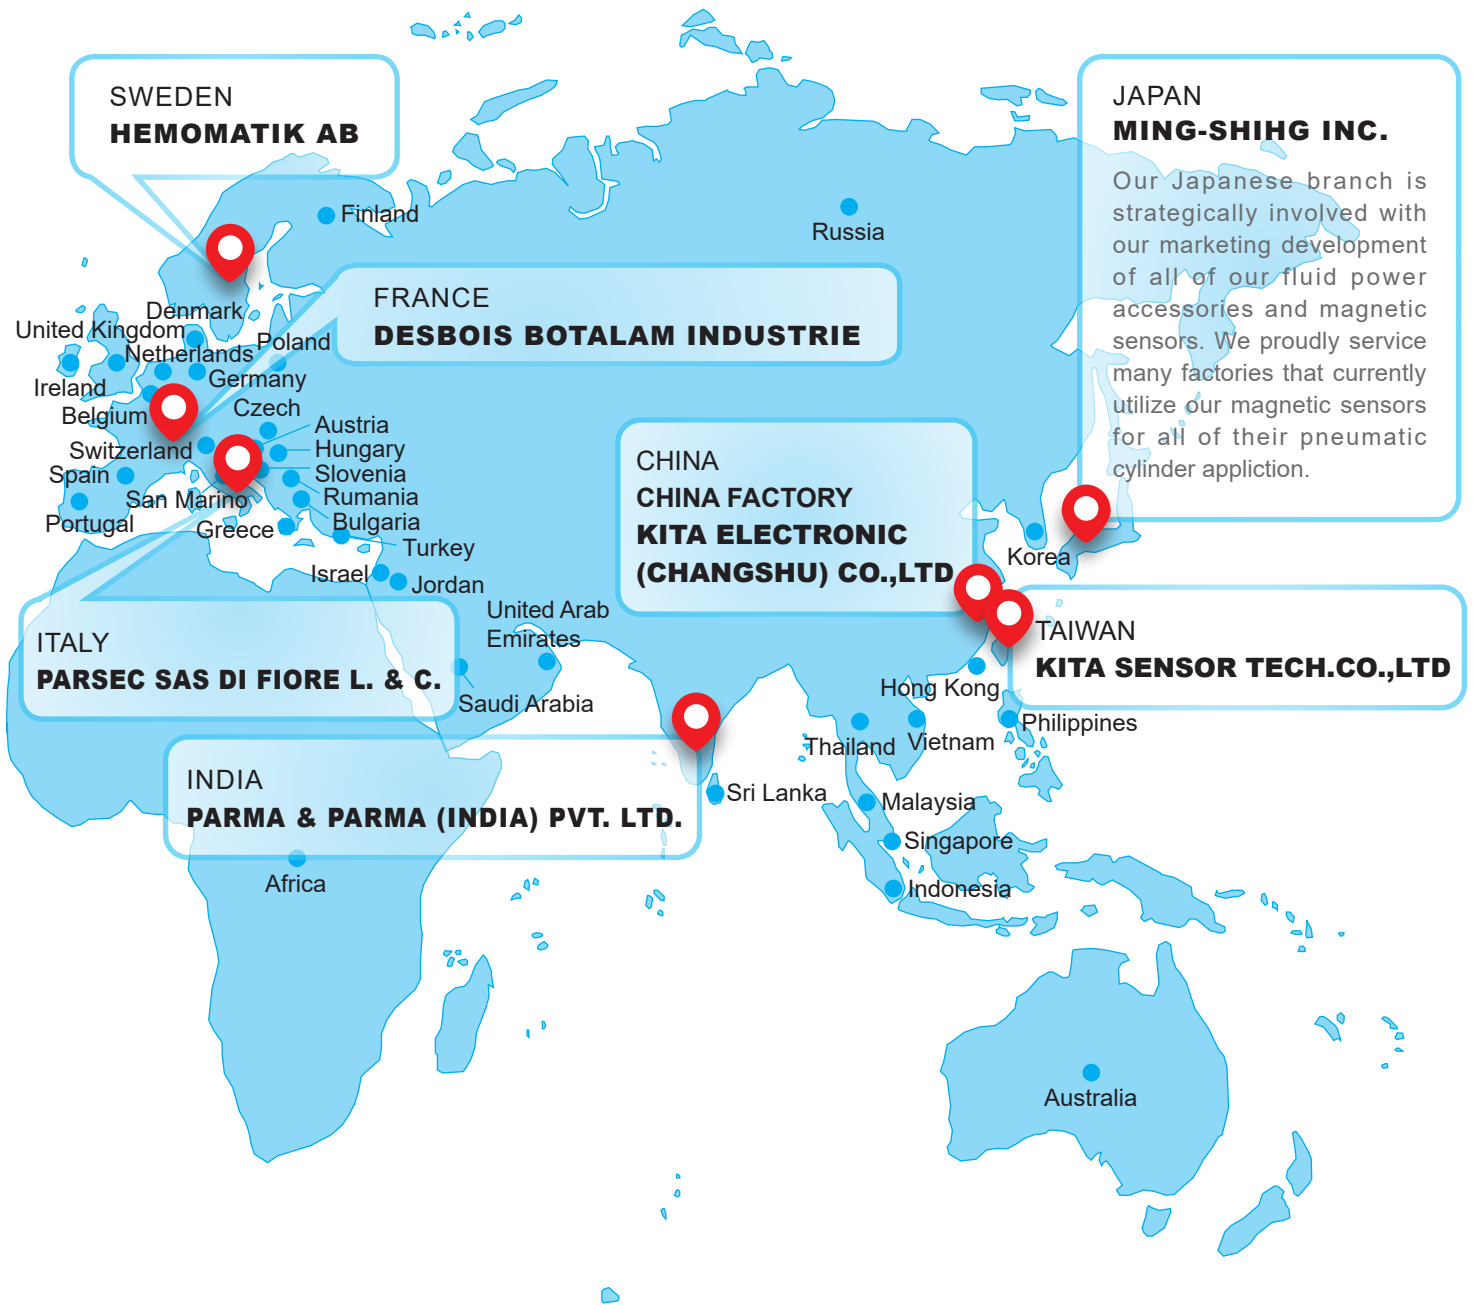 SWEDEN
HEMOMATIK AB
JAPAN
MING-SHIHG INC.
Our Japanese branch is
strategically involved with
our marketing development
of all of our fluid power
accessories and magnetic
sensors. We proudly service
many factories that currently
utilize our magnetic sensors
for all of their pneumatic
cylinder appliction.
Finland
Russia
FRANCE
DESBOIS BOTALAM INDUSTRIE
Denmark
United Kingdom
Netherlands
Poland
Ireland
Germany
Belgium
Czech
Austria
Switzerland
Hungary
Spain
Slovenia
San Marino
Rumania
Portugal
Greece
Bulgaria
Turkey
Israel
Jordan
CHINA
CHINA FACTORY
KITA ELECTRONIC
(CHANGSHU) CO.,LTD
Korea
United Arab
Emirates
ITALY
PARSEC SAS DI FIORE L. & C.
Saudi Arabia
TAIWAN
KITA SENSOR TECH.CO.,LTD
Hong Kong
Philippines
Thailand
Vietnam
INDIA
PARMA & PARMA (INDIA) PVT. LTD.
Sri Lanka
Malaysia
Singapore
Indonesia
Africa
Australia